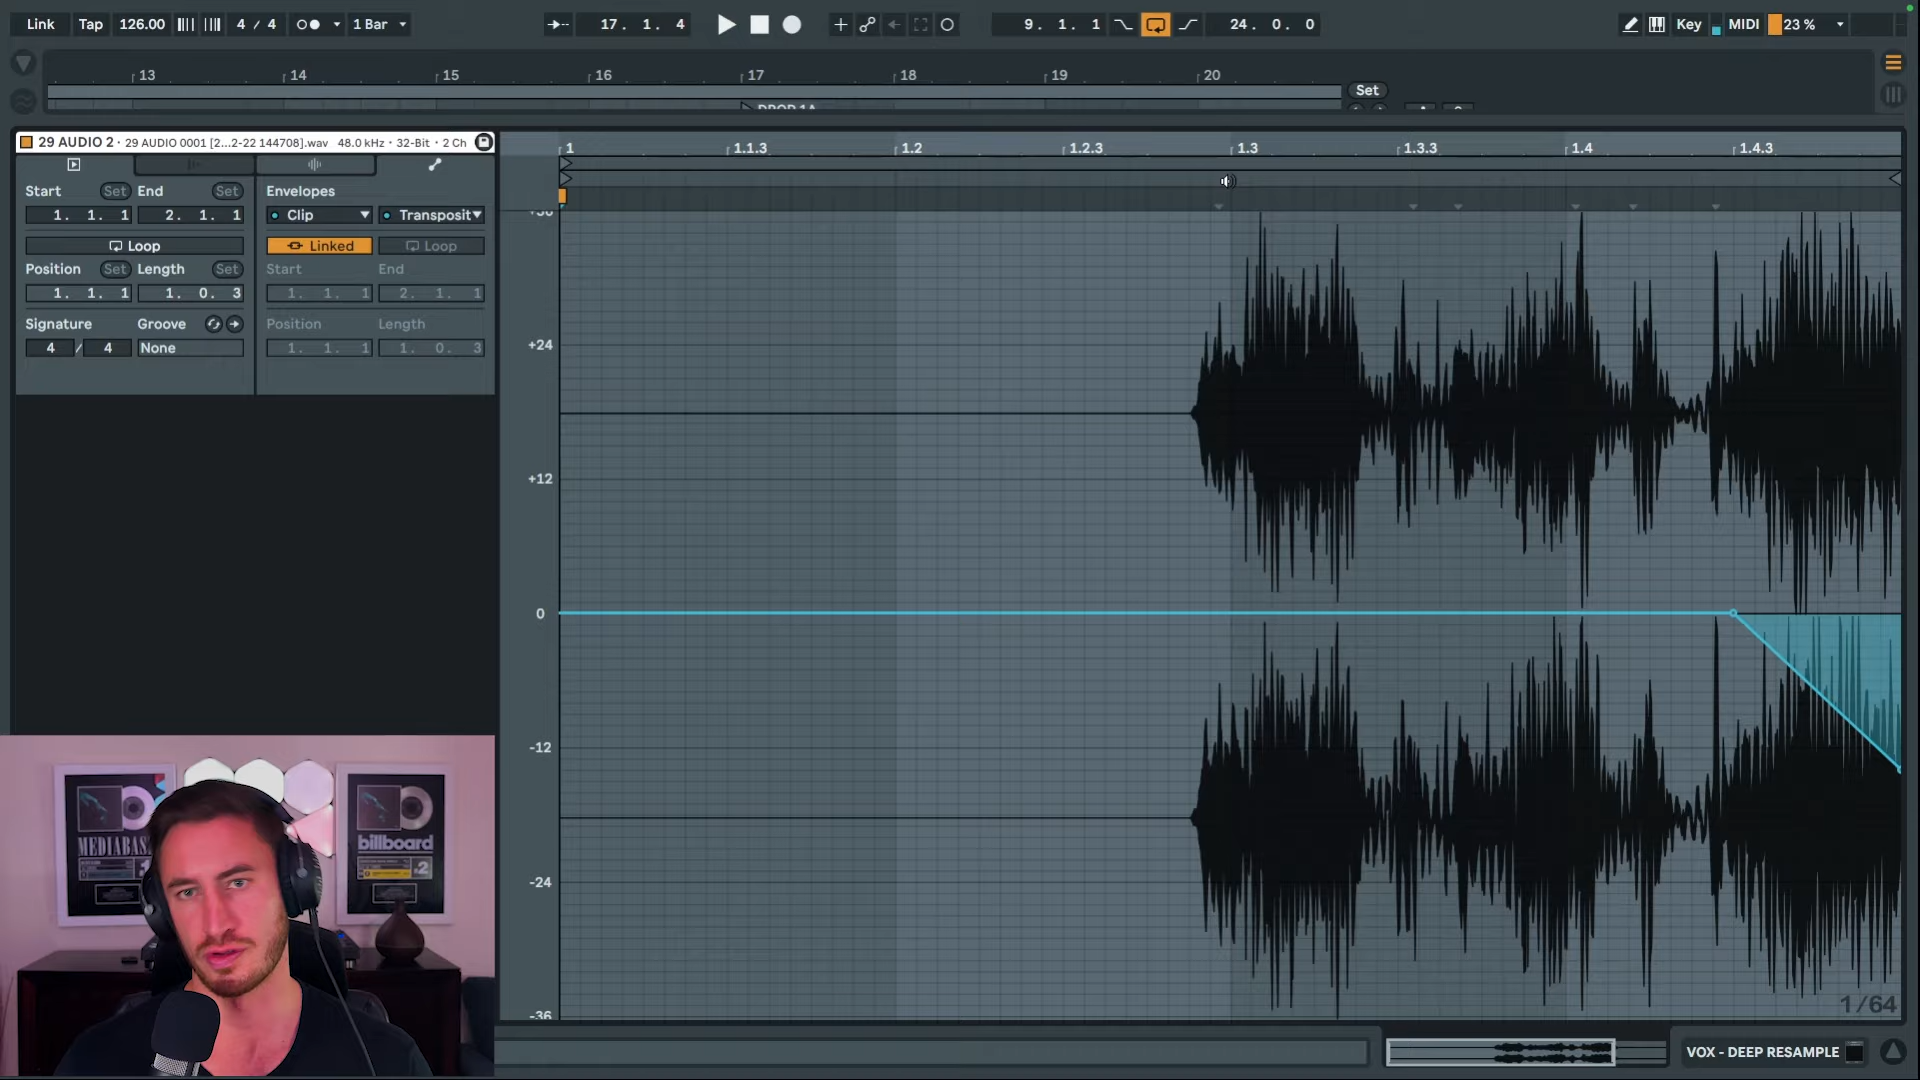 Link Tap 126.00 4 / 4 1 Bar 17. 1. 4 9. 1. 1 24. 0. 0 Key MIDI 23 %
13 14 15 16 17 18 19 20
Set
DROP 1A
29 AUDIO 2 · 29 AUDIO 0001 [2...2-22 144708].wav 48.0 kHz · 32-Bit · 2 Ch
1 1.1.3 1.2 1.2.3 1.3 1.3.3 1.4 1.4.3
Start Set End Set Envelopes
1. 1. 1 2. 1. 1 Clip Transposit
Loop Linked Loop
Position Set Length Set Start End
1. 1. 1 1. 0. 3 1. 1. 1 2. 1. 1
Signature Groove Position Length
4 / 4 None 1. 1. 1 1. 0. 3
+36
+24
+12
0
-12
-24
-36
MEDIABAS
billboard
#2
1/64
VOX - DEEP RESAMPLE